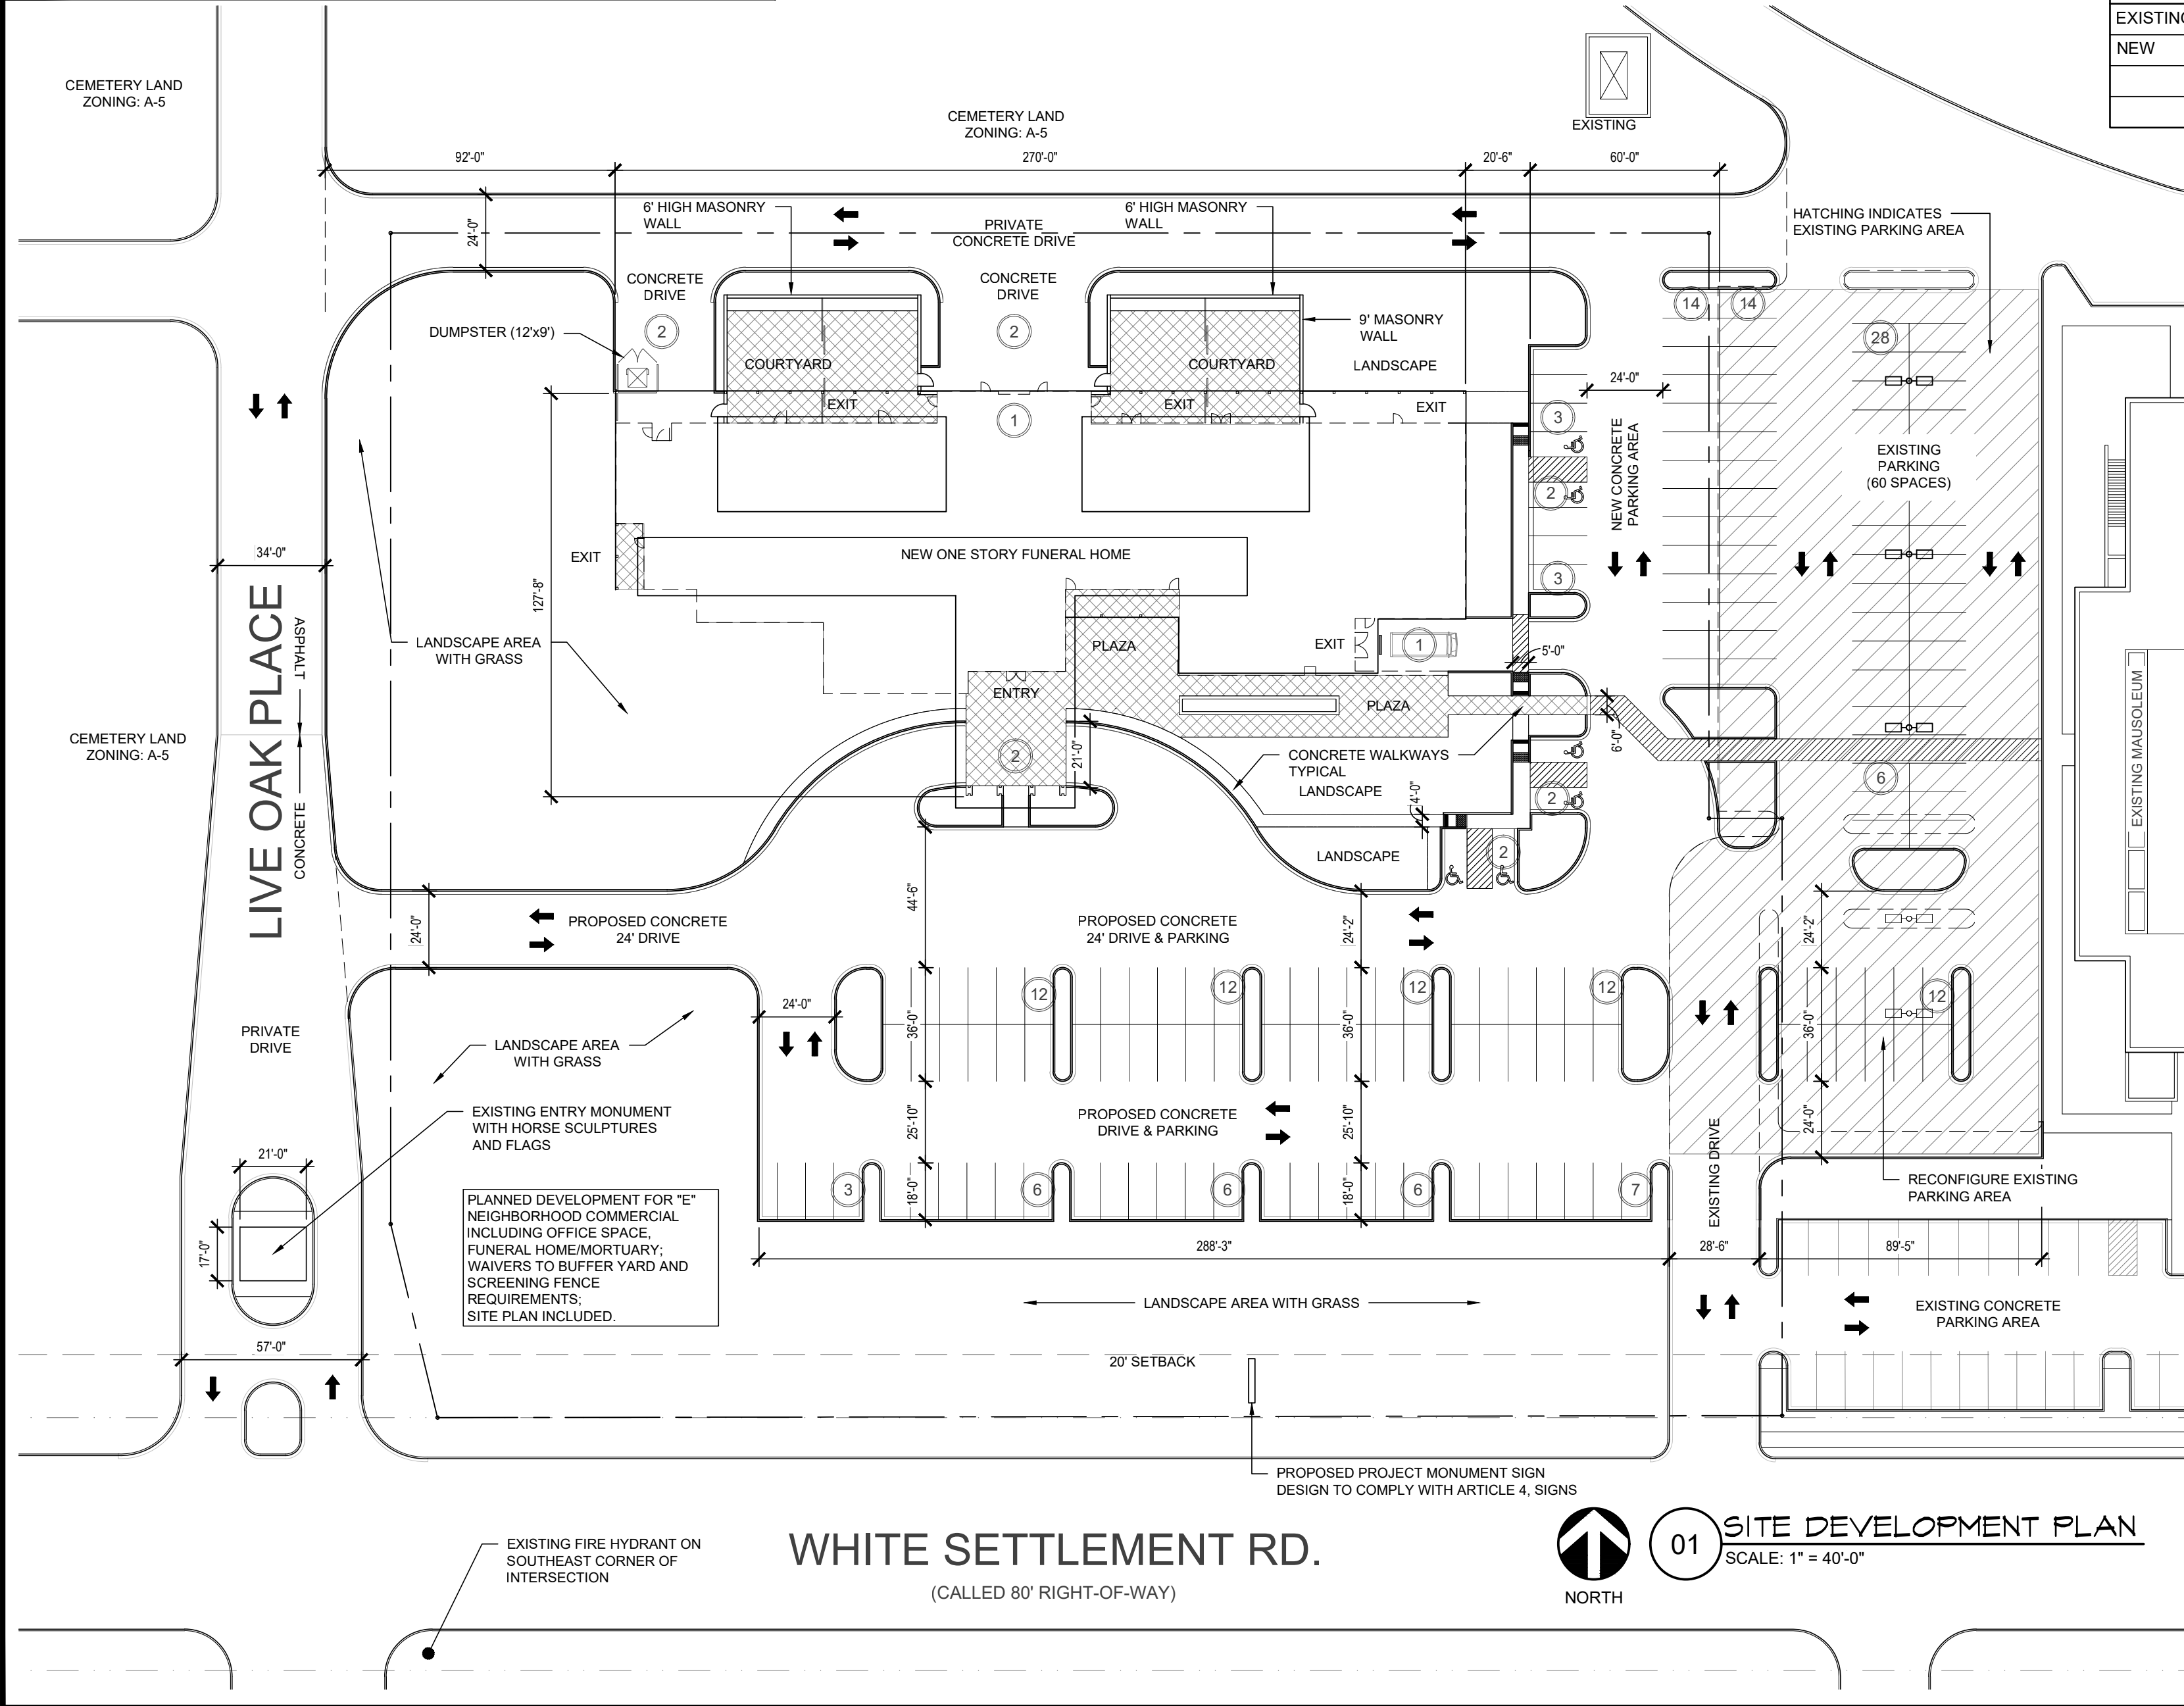 EXISTING
NEW
CEMETERY LAND
ZONING: A-5
CEMETERY LAND
ZONING: A-5
EXISTING
92'-0"
270'-0"
20'-6"
60'-0"
6' HIGH MASONRY
WALL
6' HIGH MASONRY
WALL
PRIVATE
CONCRETE DRIVE
HATCHING INDICATES
EXISTING PARKING AREA
24'-0"
CONCRETE
DRIVE
CONCRETE
DRIVE
14
14
DUMPSTER (12'x9')
2
2
9' MASONRY
WALL
28
COURTYARD
COURTYARD
LANDSCAPE
24'-0"
EXIT
EXIT
EXIT
1
3
NEW CONCRETE
PARKING AREA
EXISTING
PARKING
(60 SPACES)
2
34'-0"
EXIT
NEW ONE STORY FUNERAL HOME
3
127'-8"
LIVE OAK PLACE
ASPHALT
CONCRETE
LANDSCAPE AREA
WITH GRASS
PLAZA
EXIT
1
5'-0"
ENTRY
PLAZA
EXISTING MAUSOLEUM
CEMETERY LAND
ZONING: A-5
2
21'-0"
CONCRETE WALKWAYS
TYPICAL
LANDSCAPE
6'-0"
6
4'-0"
2
LANDSCAPE
2
44'-6"
24'-0"
PROPOSED CONCRETE
24' DRIVE
PROPOSED CONCRETE
24' DRIVE & PARKING
24'-2"
24'-2"
12
12
12
12
12
24'-0"
PRIVATE
DRIVE
LANDSCAPE AREA
WITH GRASS
36'-0"
36'-0"
36'-0"
EXISTING ENTRY MONUMENT
WITH HORSE SCULPTURES
AND FLAGS
25'-10"
PROPOSED CONCRETE
DRIVE & PARKING
25'-10"
24'-0"
21'-0"
17'-0"
3
18'-0"
6
6
18'-0"
6
7
EXISTING DRIVE
RECONFIGURE EXISTING
PARKING AREA
PLANNED DEVELOPMENT FOR "E"
NEIGHBORHOOD COMMERCIAL
INCLUDING OFFICE SPACE,
FUNERAL HOME/MORTUARY;
WAIVERS TO BUFFER YARD AND
SCREENING FENCE
REQUIREMENTS;
SITE PLAN INCLUDED.
288'-3"
28'-6"
89'-5"
LANDSCAPE AREA WITH GRASS
EXISTING CONCRETE
PARKING AREA
57'-0"
20' SETBACK
PROPOSED PROJECT MONUMENT SIGN
DESIGN TO COMPLY WITH ARTICLE 4, SIGNS
EXISTING FIRE HYDRANT ON
SOUTHEAST CORNER OF
INTERSECTION
WHITE SETTLEMENT RD.
(CALLED 80' RIGHT-OF-WAY)
NORTH
01
SITE DEVELOPMENT PLAN
SCALE: 1" = 40'-0"